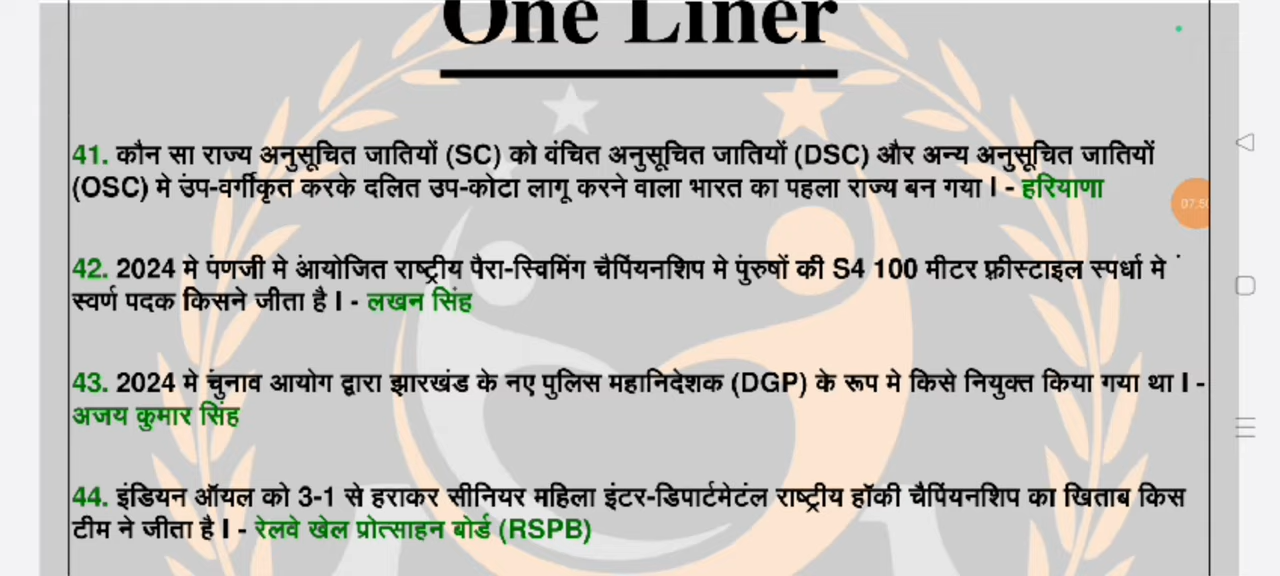 One Liner
41. कौन सा राज्य अनुसूचित जातियों (SC) को वंचित अनुसूचित जातियों (DSC) और अन्य अनुसूचित जातियों
(OSC) मे उप-वर्गीकृत करके दलित उप-कोटा लागू करने वाला भारत का पहला राज्य बन गया I - हरियाणा
42. 2024 मे पणजी मे आयोजित राष्ट्रीय पैरा-स्विमिंग चैपियनशिप मे पुरुषों की S4 100 मीटर फ़्रीस्टाइल स्पर्धा मे
स्वर्ण पदक किसने जीता है I - लखन सिंह
43. 2024 मे चुनाव आयोग द्वारा झारखंड के नए पुलिस महानिदेशक (DGP) के रूप मे किसे नियुक्त किया गया था I -
अजय कुमार सिंह
44. इंडियन ऑयल को 3-1 से हराकर सीनियर महिला इंटर-डिपार्टमेटंल राष्ट्रीय हॉकी चैपियनशिप का खिताब किस
टीम ने जीता है I - रेलवे खेल प्रोत्साहन बोर्ड (RSPB)